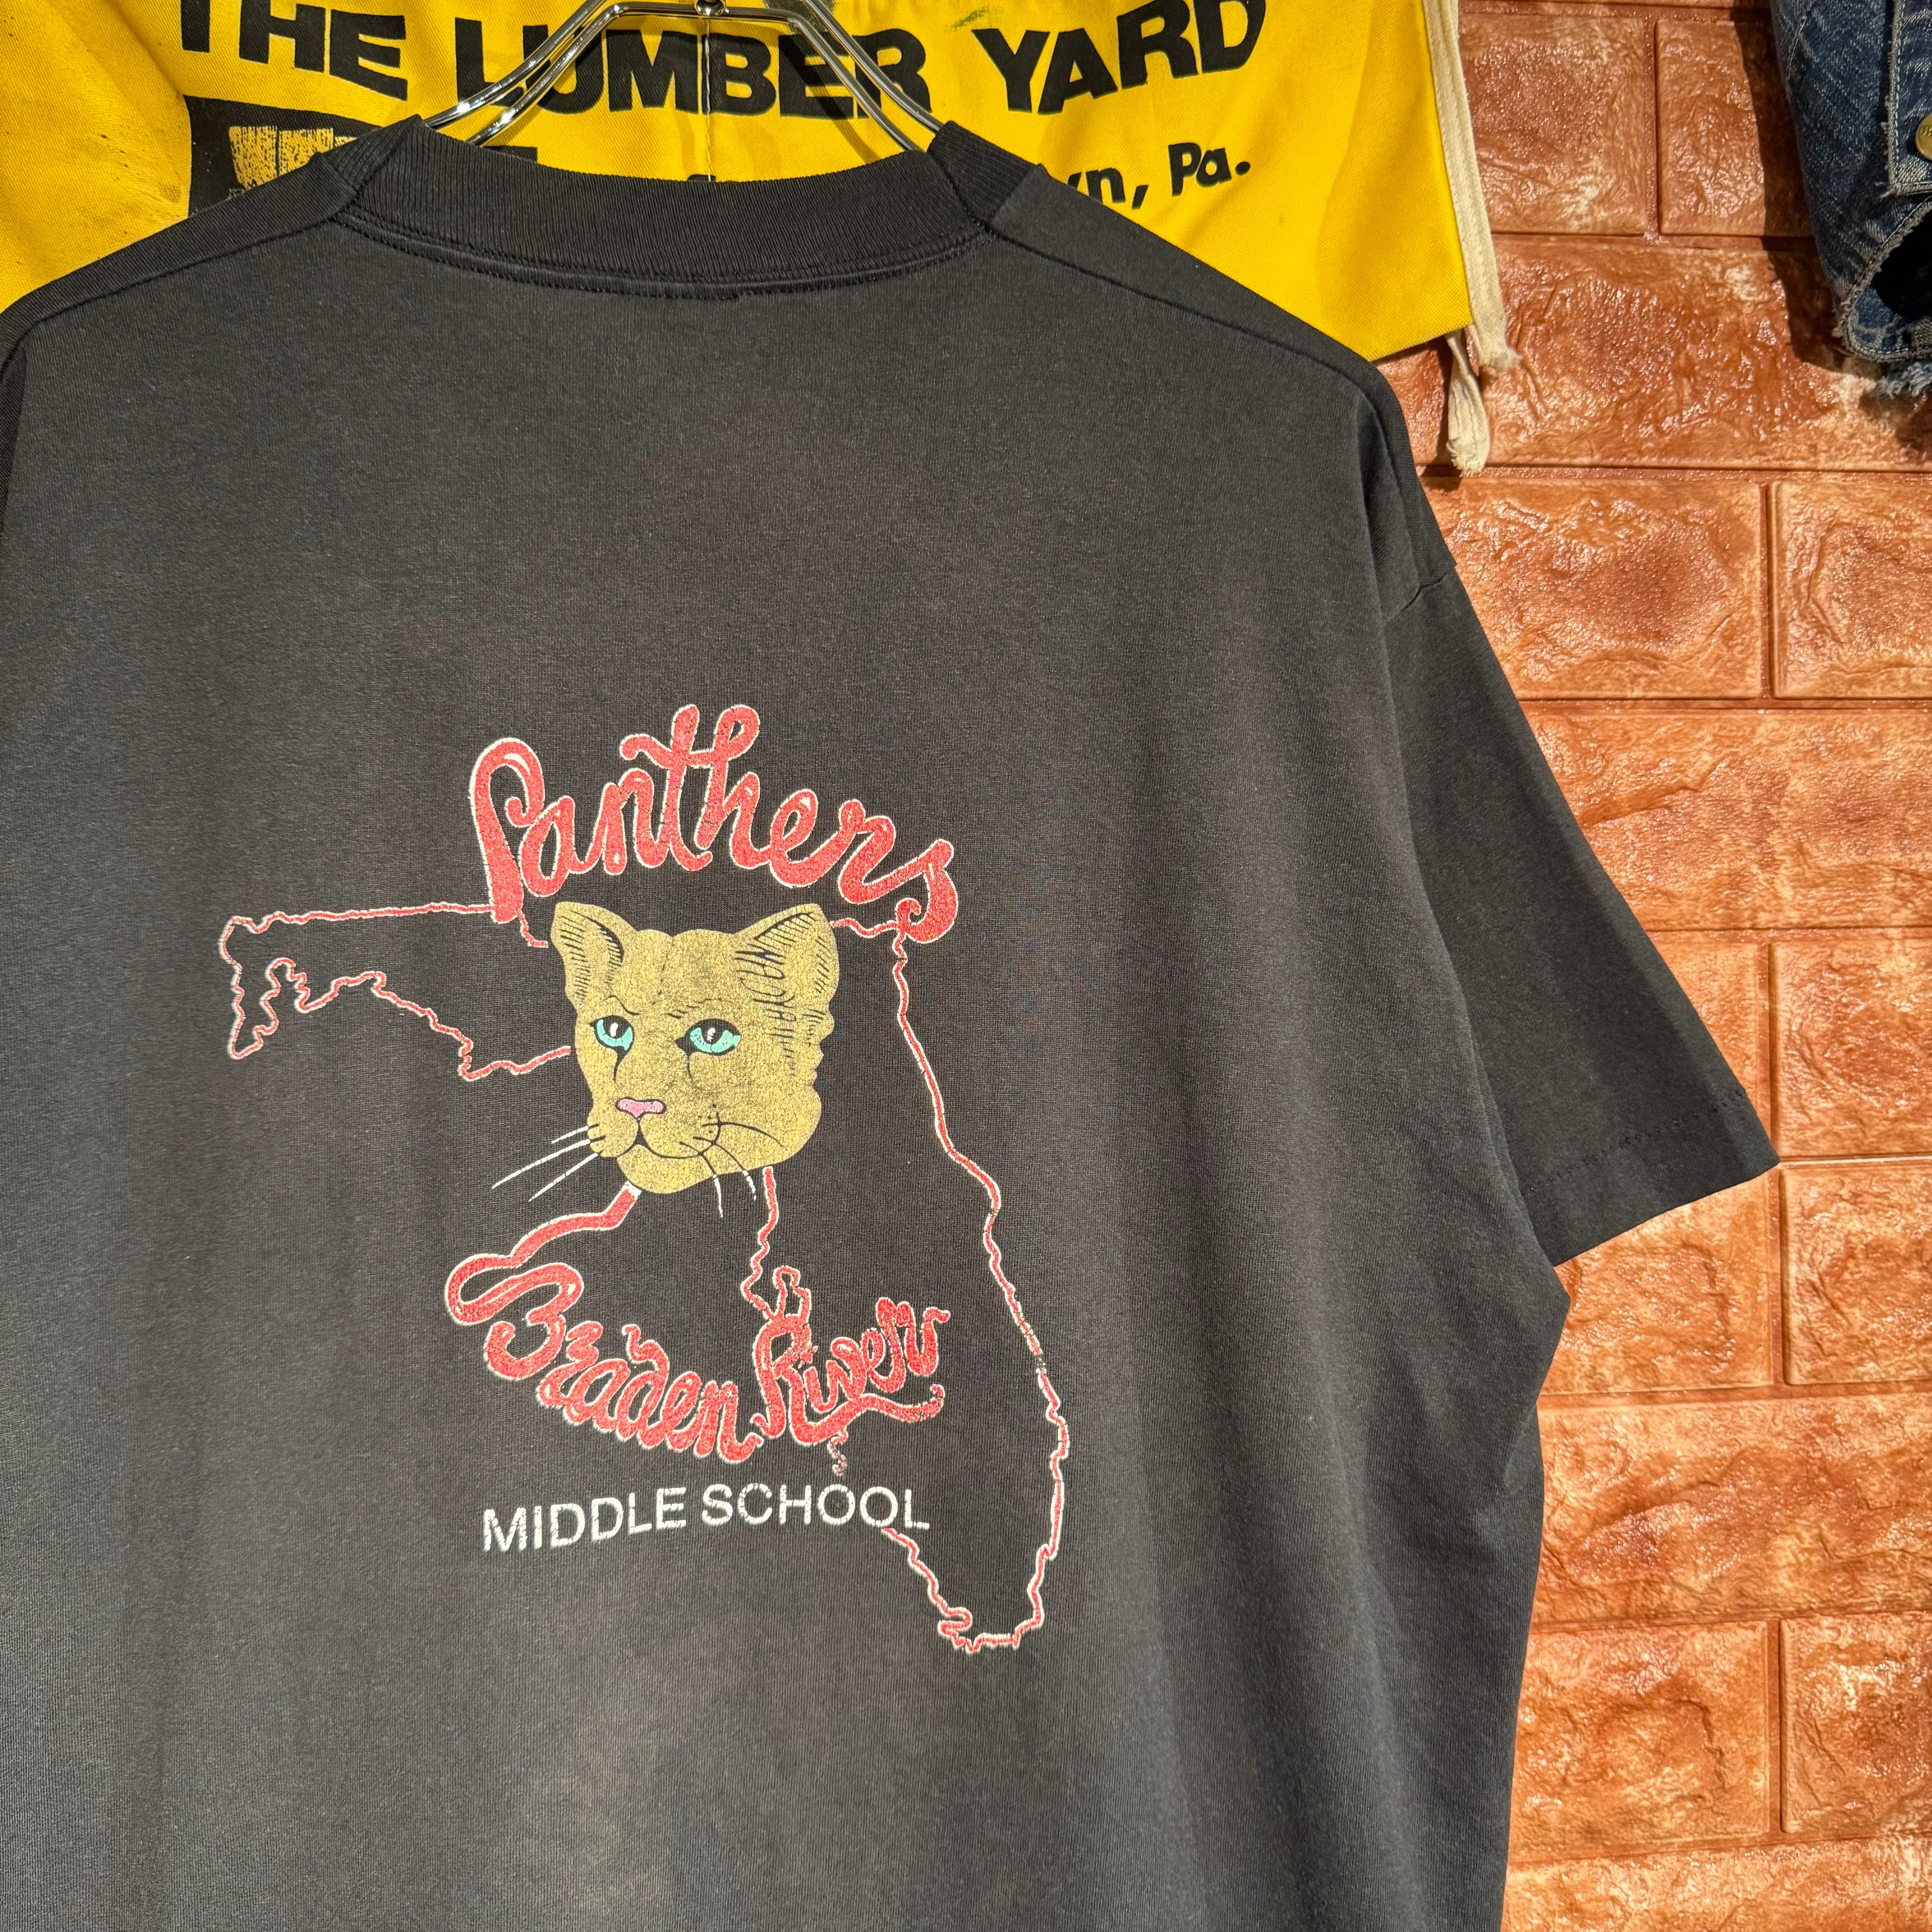 THE LUMBER YARD
Pa.
Panthers
Braden River
MIDDLE SCHOOL